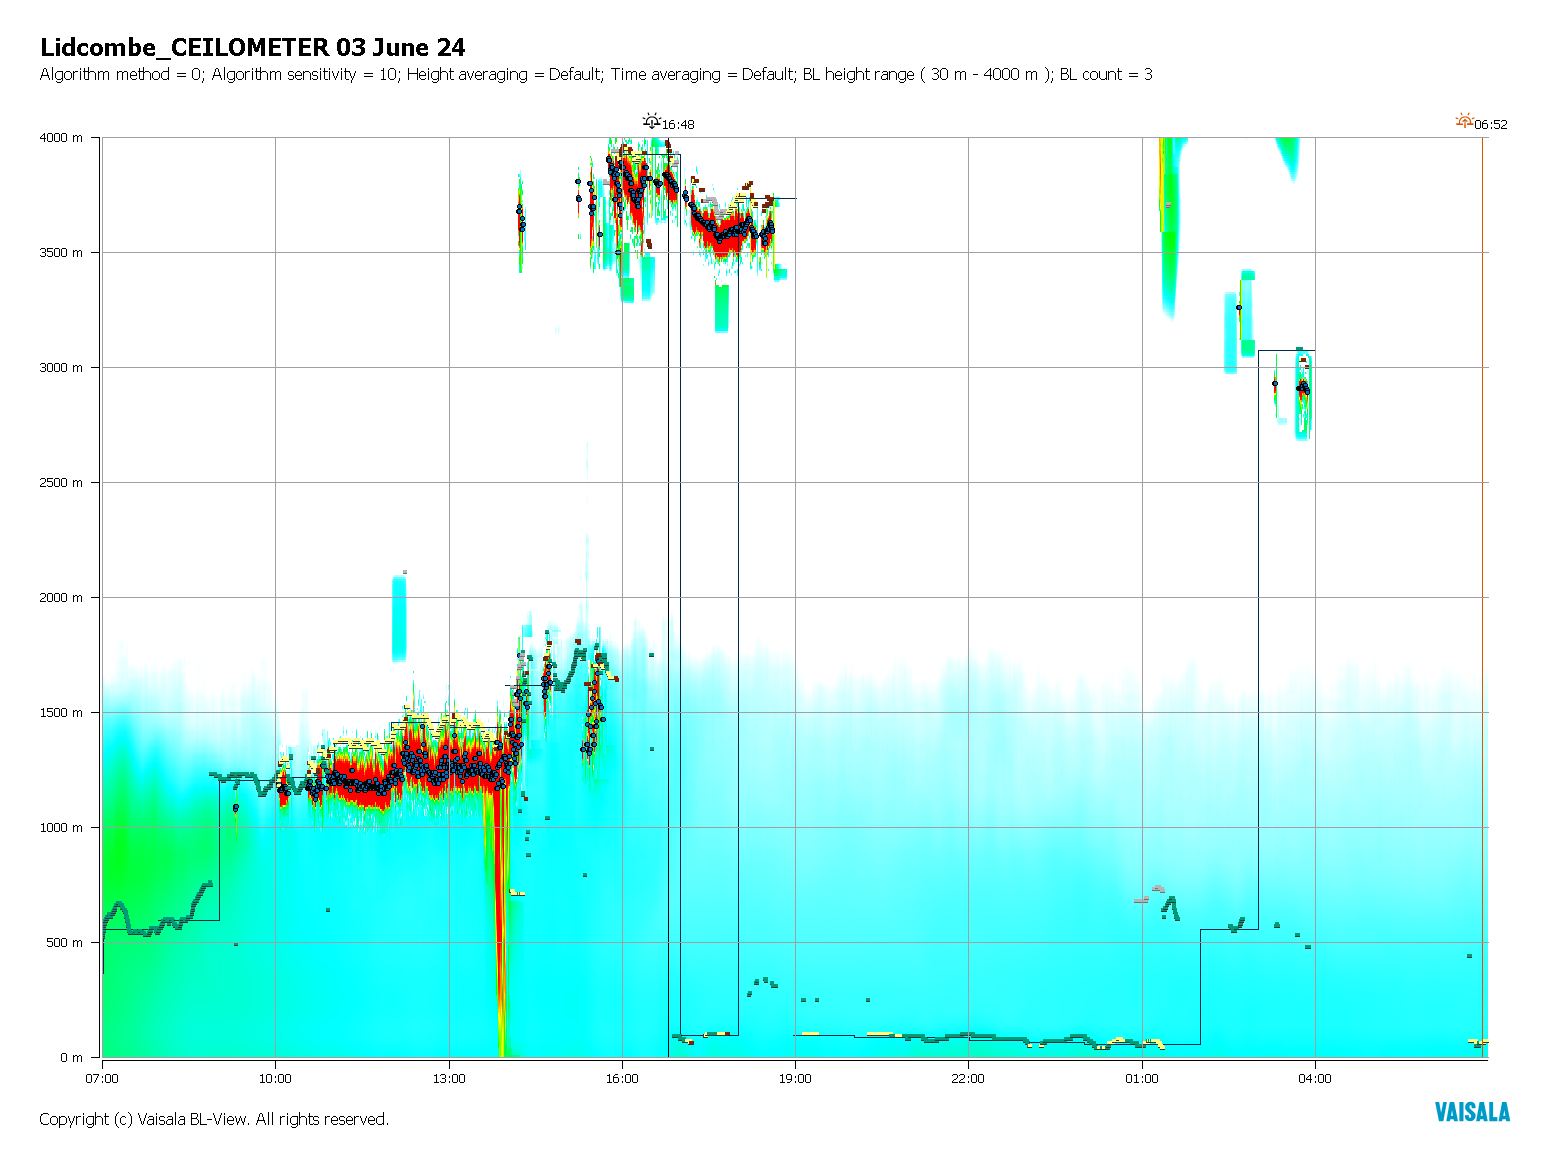 Lidcombe_CEILOMETER 03 June 24
Algorithm method = 0; Algorithm sensitivity = 10; Height averaging = Default; Time averaging = Default; BL height range ( 30 m - 4000 m ); BL count = 3
16:48
06:52
4000 m
3500 m
3000 m
2500 m
2000 m
1500 m
1000 m
500 m
0 m
07:00 10:00 13:00 16:00 19:00 22:00 01:00 04:00
Copyright (c) Vaisala BL-View. All rights reserved.
VAISALA